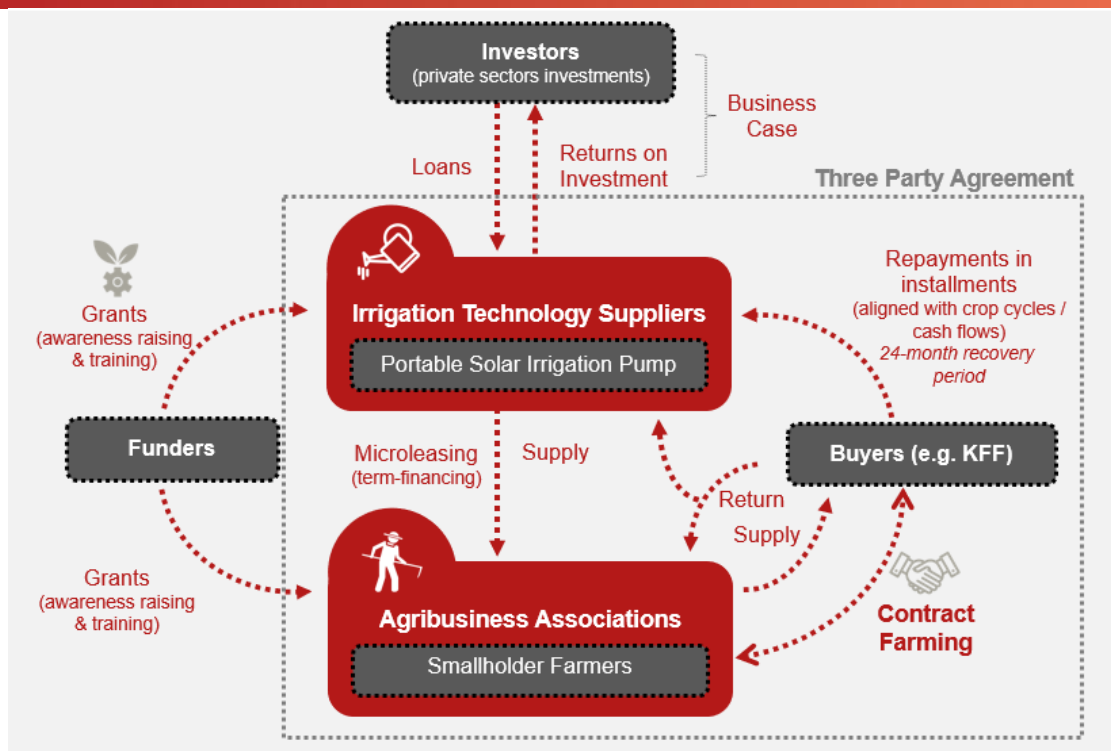 Investors
(private sectors investments)
Business
Case
Loans
Returns on
Investment
Three Party Agreement
Grants
(awareness raising
& training)
Irrigation Technology Suppliers
Portable Solar Irrigation Pump
Repayments in
installments
(aligned with crop cycles /
cash flows)
24-month recovery
period
Funders
Microleasing
(term-financing)
Supply
Buyers (e.g. KFF)
Return
Supply
Grants
(awareness raising
& training)
Agribusiness Associations
Smallholder Farmers
Contract
Farming